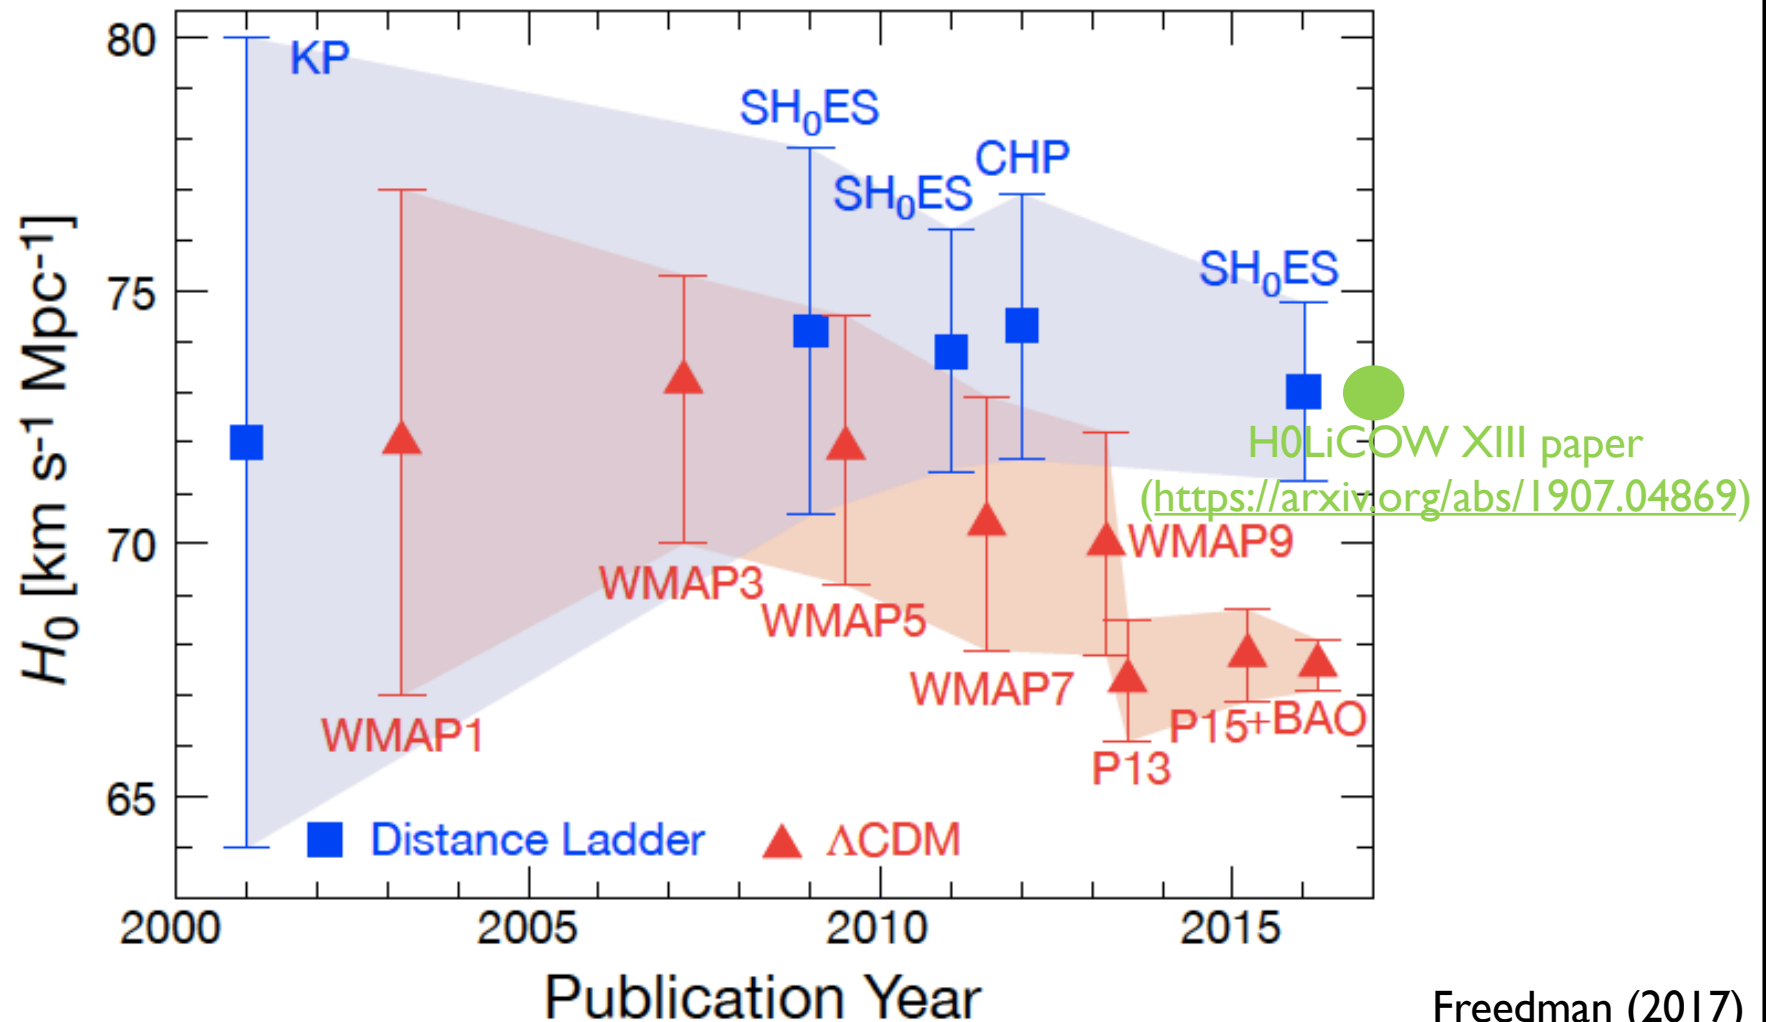 80
KP
SH₀ES
SH₀ES
CHP
SH₀ES
75
H0LiCOW XIII paper
(https://arxiv.org/abs/1907.04869)
70
WMAP9
WMAP3
WMAP5
WMAP7
WMAP1
P15+BAO
P13
65
Distance Ladder
ΛCDM
H₀ [km s⁻¹ Mpc⁻¹]
2000
2005
2010
2015
Publication Year
Freedman (2017)